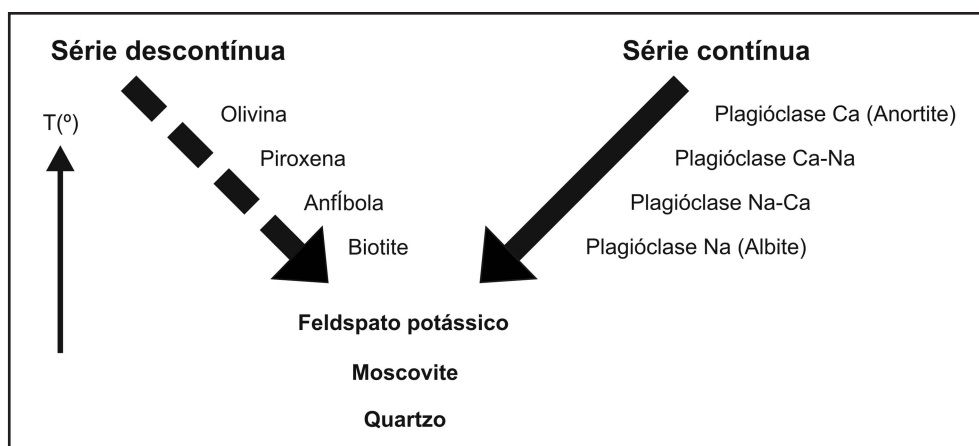 Série descontínua
Série contínua
T(º)
Olivina
Plagióclase Ca (Anortite)
Piroxena
Plagióclase Ca-Na
AnfÍbola
Plagióclase Na-Ca
Biotite
Plagióclase Na (Albite)
Feldspato potássico
Moscovite
Quartzo